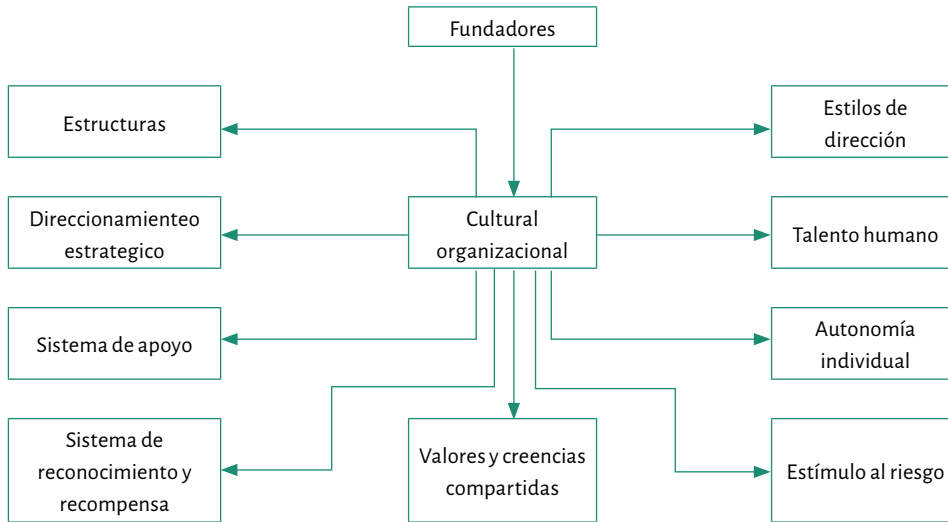 Fundadores
Estructuras
Estilos de
dirección
Direccionamienteo
estrategico
Cultural
organizacional
Talento humano
Sistema de apoyo
Autonomía
individual
Sistema de
reconocimiento y
recompensa
Valores y creencias
compartidas
Estímulo al riesgo